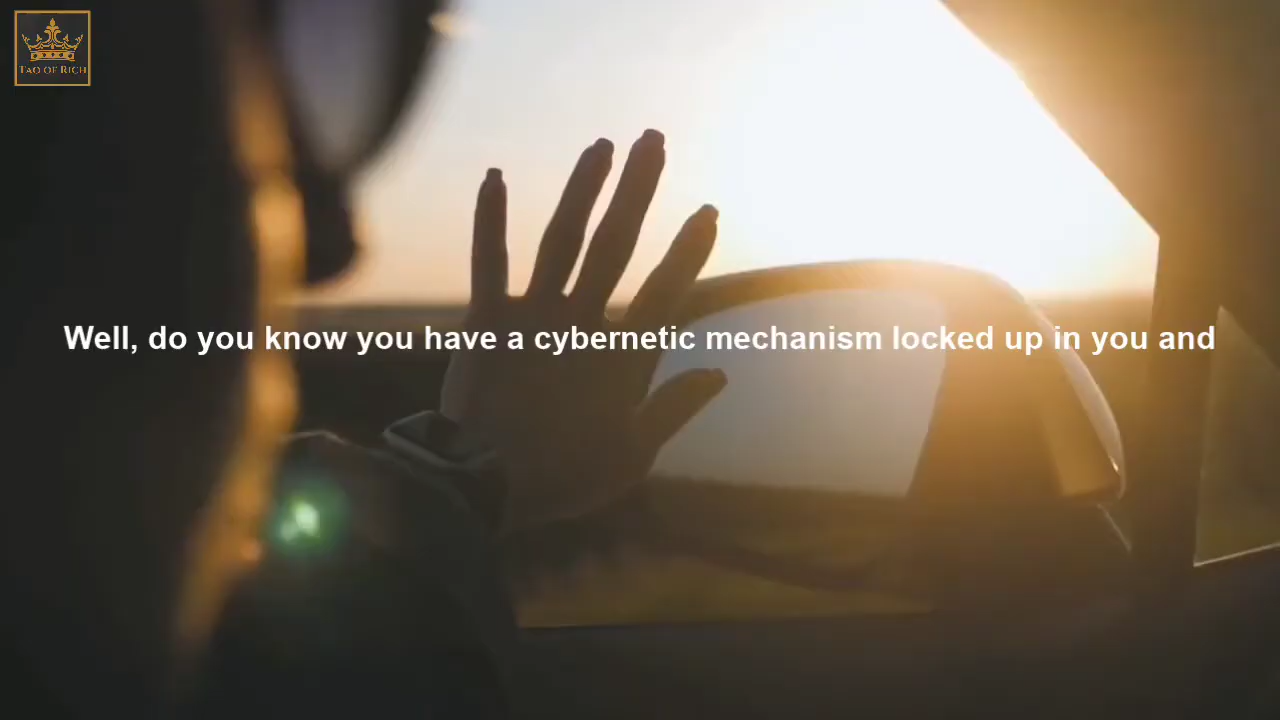 TAO OF RICH
Well, do you know you have a cybernetic mechanism locked up in you and